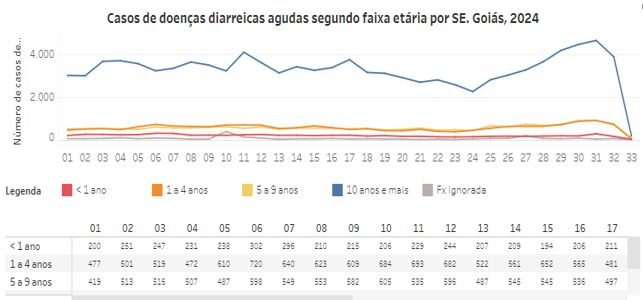 Casos de doenças diarreicas agudas segundo faixa etária por SE. Goiás, 2024
Número de casos de...
4.000
2.000
0
01 02 03 04 05 06 07 08 09 10 11 12 13 14 15 16 17 18 19 20 21 22 23 24 25 26 27 28 29 30 31 32 33
Legenda < 1 ano 1 a 4 anos 5 a 9 anos 10 anos e mais Fx Ignorada
01 02 03 04 05 06 07 08 09 10 11 12 13 14 15 16 17
< 1 ano 200 251 247 231 238 302 296 210 215 206 229 244 207 209 194 206 211
1 a 4 anos 477 501 519 472 610 720 640 623 609 684 693 682 522 561 652 565 481
5 a 9 anos 419 513 516 507 487 598 549 553 582 605 535 596 487 545 545 536 497